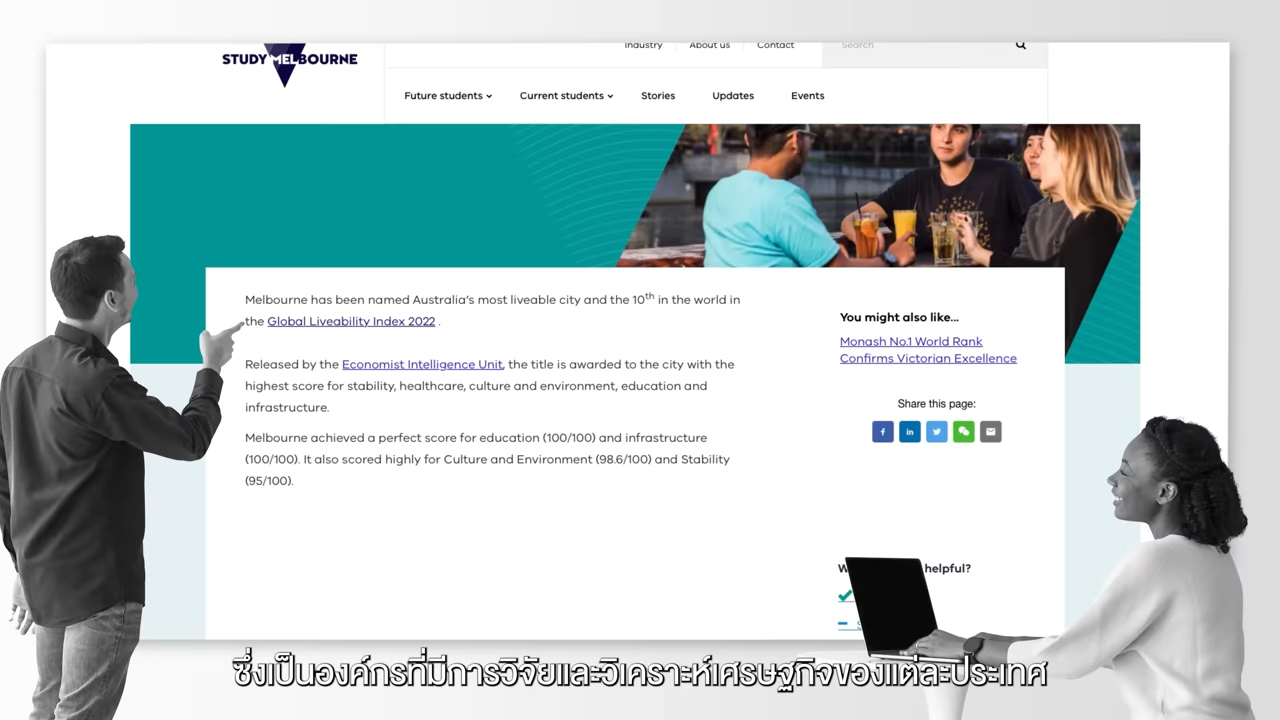 Industry About us Contact Search
STUDY MELBOURNE
Future students Current students Stories Updates Events
Melbourne has been named Australia's most liveable city and the 10th in the world in
the Global Liveability Index 2022 .
Released by the Economist Intelligence Unit, the title is awarded to the city with the
highest score for stability, healthcare, culture and environment, education and
infrastructure.
Melbourne achieved a perfect score for education (100/100) and infrastructure
(100/100). It also scored highly for Culture and Environment (98.6/100) and Stability
(95/100).
You might also like...
Monash No.1 World Rank
Confirms Victorian Excellence
Share this page:
helpful?
ซึ่งเป็นองค์กรที่มีการวิจัยและวิเคราะห์เศรษฐกิจของแต่ละประเทศ